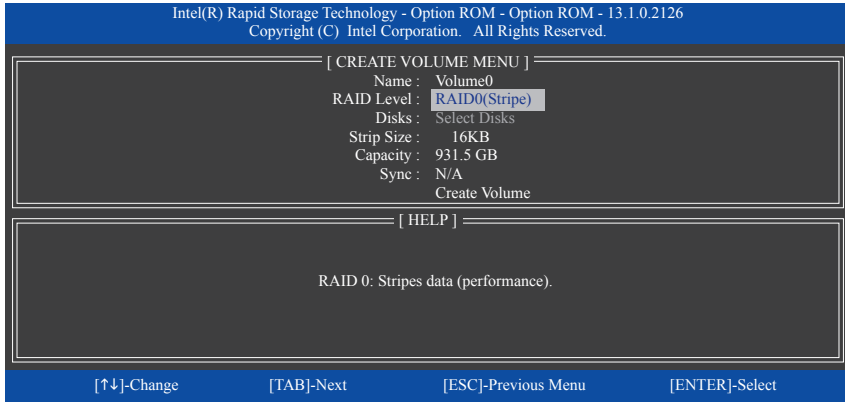 Intel(R) Rapid Storage Technology - Option ROM - Option ROM - 13.1.0.2126
Copyright (C) Intel Corporation. All Rights Reserved.
[ CREATE VOLUME MENU ]
Name : Volume0
RAID Level : RAID0(Stripe)
Disks : Select Disks
Strip Size : 16KB
Capacity : 931.5 GB
Sync : N/A
Create Volume
[ HELP ]
RAID 0: Stripes data (performance).
[↑↓]-Change [TAB]-Next [ESC]-Previous Menu [ENTER]-Select